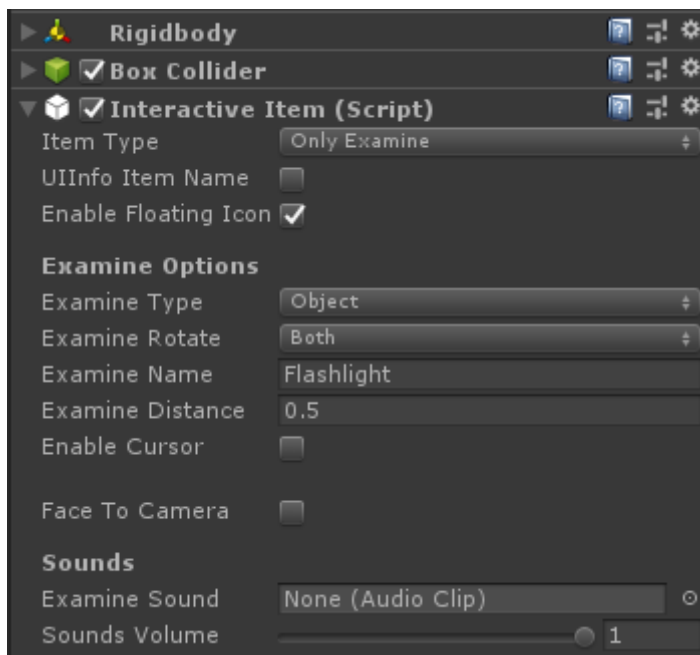 Rigidbody
Box Collider
Interactive Item (Script)
Item Type Only Examine
UIInfo Item Name
Enable Floating Icon
Examine Options
Examine Type Object
Examine Rotate Both
Examine Name Flashlight
Examine Distance 0.5
Enable Cursor
Face To Camera
Sounds
Examine Sound None (Audio Clip)
Sounds Volume 1